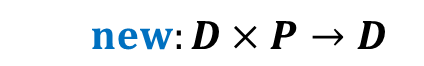 new: D × P → D